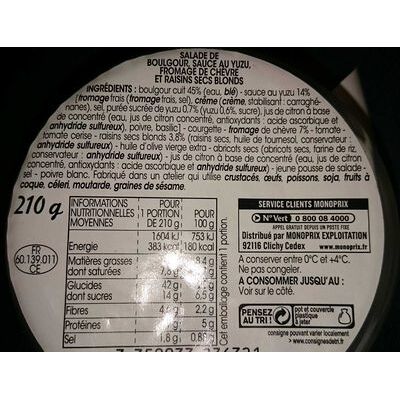 SALADE DE
BOULGOUR, SAUCE AU YUZU,
FROMAGE DE CHÈVRE
ET RAISINS SECS BLONDS
INGRÉDIENTS : boulgour cuit 45% (eau, blé) - sauce au yuzu 14%
(fromage frais (fromage frais, sel), crème (crème, stabilisant : carraghé-
nanes), sel, purée sucrée de yuzu 0,7% (yuzu 0,6%, sucre), jus de citron à base
de concentré (eau, jus de citron concentré, antioxydants : acide ascorbique et
anhydride sulfureux), poivre, basilic) - courgette - fromage de chèvre 7% - tomate -
tomate cerise - raisins secs blonds 3,8% (raisins secs, huile de tournesol, conservateur :
anhydride sulfureux) - huile d'olive vierge extra - abricots secs (abricots secs, farine de riz,
conservateur : anhydride sulfureux) - jus de citron à base de concentré (eau, jus de citron
concentré, antioxydants : acide ascorbique et anhydride sulfureux) - jeune pousse de salade -
sel - poivre blanc. Fabriqué dans un atelier qui utilise crustacés, œufs, poissons, soja, fruits à
coque, céleri, moutarde, graines de sésame.
210 g
INFORMATIONS NUTRITIONNELLES MOYENNES POUR 1 PORTION DE 210 g POUR 100 g
Energie 1604 kJ 383 kcal 753 kJ 180 kcal
Matières grasses 8,4 g
dont saturées 7,6 g
Glucides 42 g
dont sucres 14 g 6,5 g
Fibres 2,2 g
Protéines 5 g
Sel 1,8 g
Cet emballage contient 1 portion.
FR
60.139.011
CE
SERVICE CLIENTS MONOPRIX
N° Vert 0 800 08 4000
APPEL GRATUIT DEPUIS UN POSTE FIXE
Distribué par MONOPRIX EXPLOITATION
92116 Clichy Cedex www.monoprix.fr
A conserver entre 0°C et +4°C.
Ne pas congeler.
A CONSOMMER JUSQU'AU :
Voir sur le côté.
PENSEZ AU TRI !
pot et couvercle
plastique
à jeter
consigne pouvant varier localement
> www.consignesdetri.fr